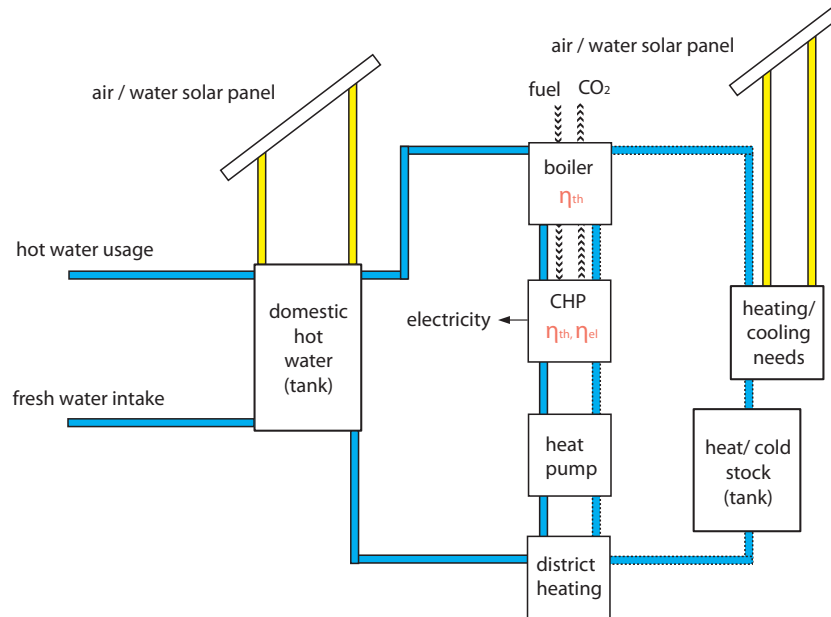 air / water solar panel
air / water solar panel
fuel
CO₂
boiler
ηth
hot water usage
domestic
hot
water
(tank)
electricity
CHP
ηth, ηel
heating/
cooling
needs
fresh water intake
heat
pump
heat/ cold
stock
(tank)
district
heating